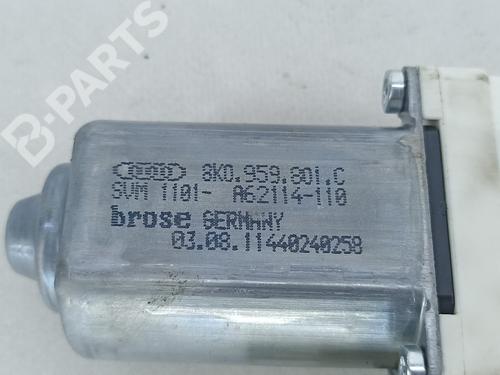 B-PARTS
8K0.959.801.C
SVM 1101- A62114-110
brose GERMANY
03.08.11440240258